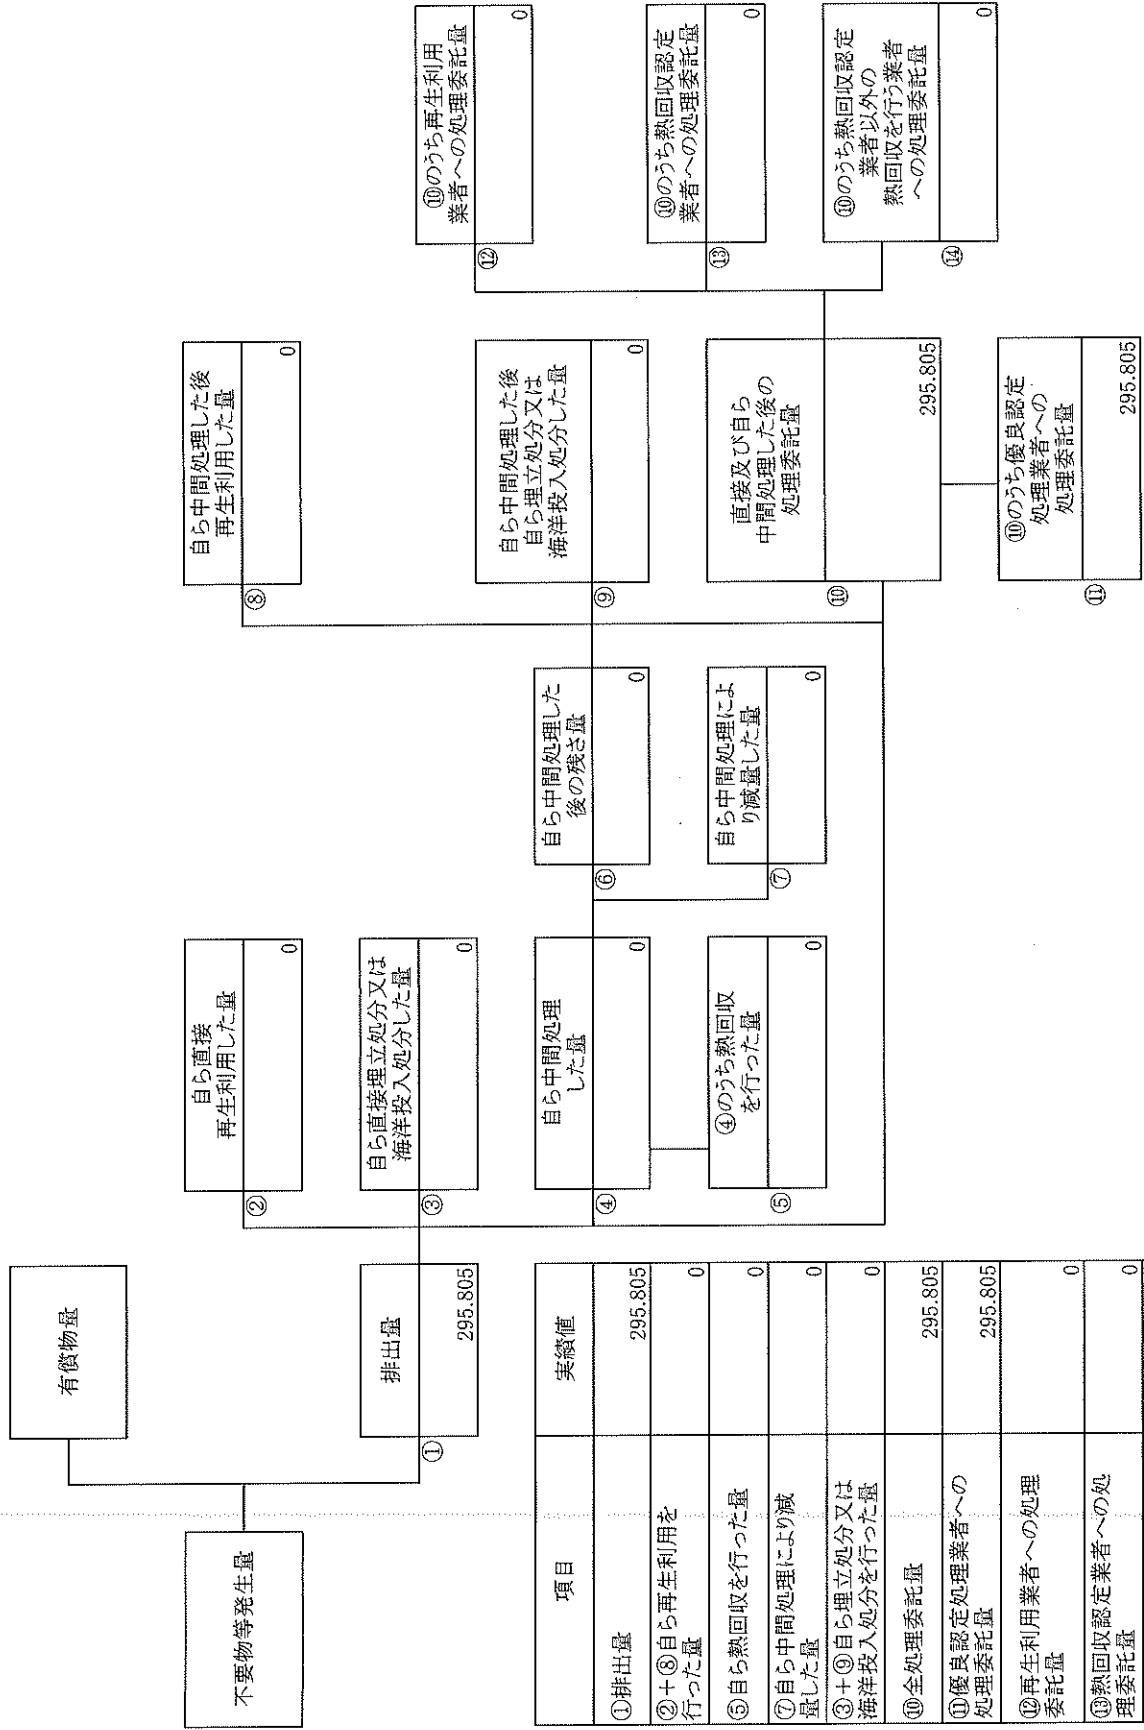 不要物等発生量
有償物量
①
排出量
295.805
②
自ら直接
再生利用した量
0
③
自ら直接埋立処分又は
海洋投入処分した量
0
④
自ら中間処理
した量
0
⑤
④のうち熱回収
を行った量
0
⑥
自ら中間処理した
後の残さ量
0
⑦
自ら中間処理によ
り減量した量
0
⑧
自ら中間処理した後
再生利用した量
0
⑨
自ら中間処理した後
自ら埋立処分又は
海洋投入処分した量
0
⑩
直接及び自ら
中間処理した後の
処理委託量
295.805
⑪
⑩のうち優良認定
処理業者への
処理委託量
295.805
⑫
⑩のうち再生利用
業者への処理委託量
0
⑬
⑩のうち熱回収認定
業者への処理委託量
0
⑭
⑩のうち熱回収認定
業者以外の
熱回収を行う業者
への処理委託量
0
項目 実績値
①排出量 295.805
②+⑧自ら再生利用を
行った量 0
⑤自ら熱回収を行った量 0
⑦自ら中間処理により減
量した量 0
③+⑨自ら埋立処分又は
海洋投入処分を行った量 0
⑩全処理委託量 295.805
⑪優良認定処理業者への
処理委託量 295.805
⑫再生利用業者への処理
委託量 0
⑬熱回収認定業者への処
理委託量 0